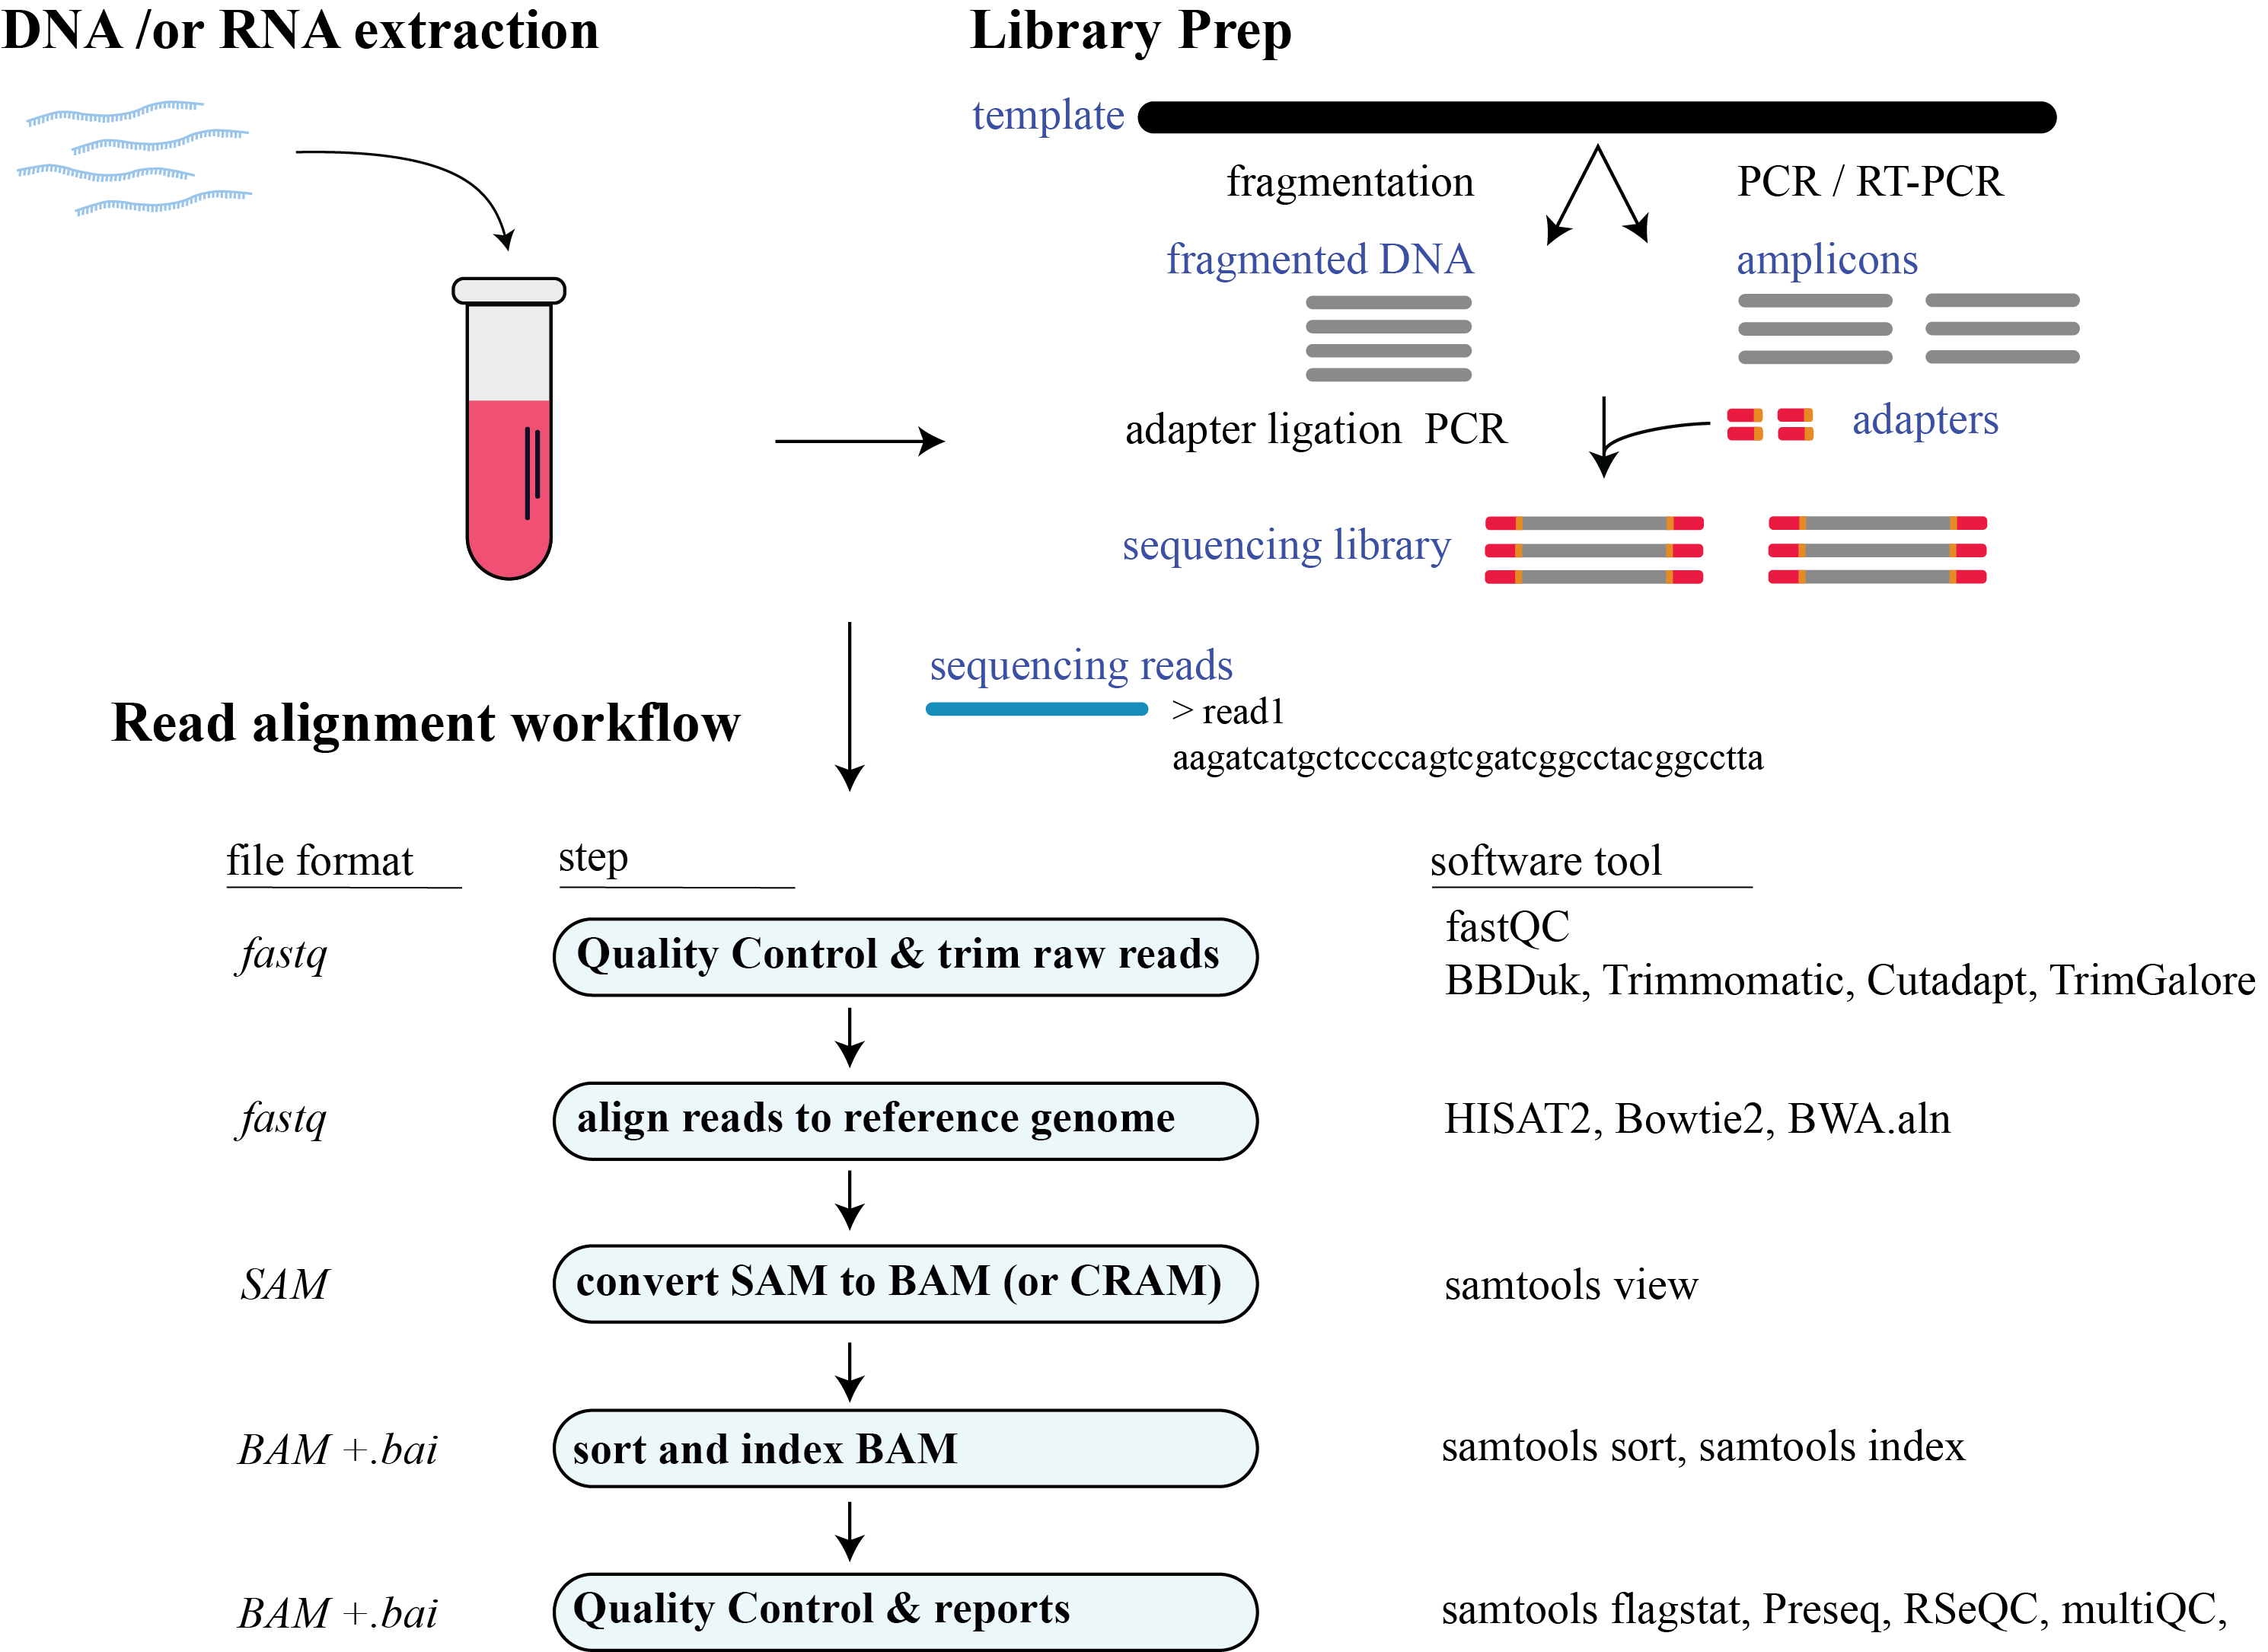 DNA /or RNA extraction
Library Prep
template
fragmentation
PCR / RT-PCR
fragmented DNA
amplicons
adapter ligation PCR
adapters
sequencing library
sequencing reads
> read1
aagatcatgctccccagtcgatcggcctacggcctta
Read alignment workflow
file format
step
software tool
fastq
Quality Control & trim raw reads
fastQC
BBDuk, Trimmomatic, Cutadapt, TrimGalore
fastq
align reads to reference genome
HISAT2, Bowtie2, BWA.aln
SAM
convert SAM to BAM (or CRAM)
samtools view
BAM +.bai
sort and index BAM
samtools sort, samtools index
BAM +.bai
Quality Control & reports
samtools flagstat, Preseq, RSeQC, multiQC,